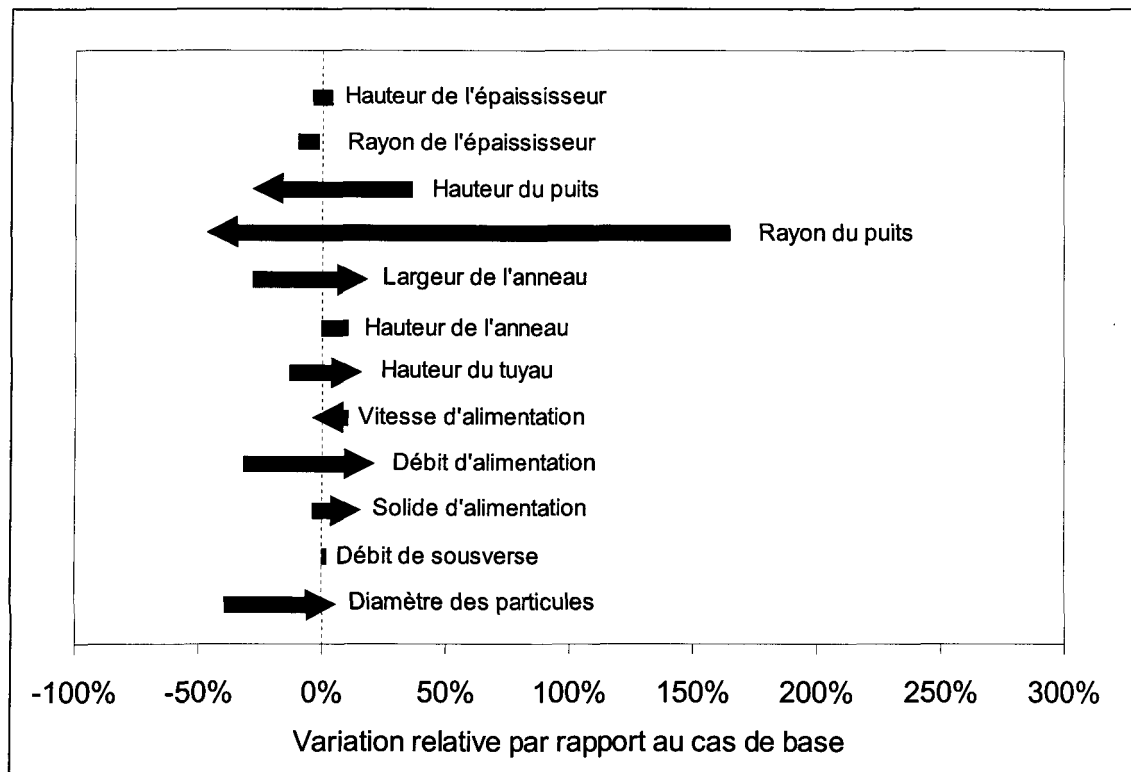 Hauteur de l'épaississeur
Rayon de l'épaississeur
Hauteur du puits
Rayon du puits
Largeur de l'anneau
Hauteur de l'anneau
Hauteur du tuyau
Vitesse d'alimentation
Débit d'alimentation
Solide d'alimentation
Débit de sousverse
Diamètre des particules
-100% -50% 0% 50% 100% 150% 200% 250% 300%
Variation relative par rapport au cas de base